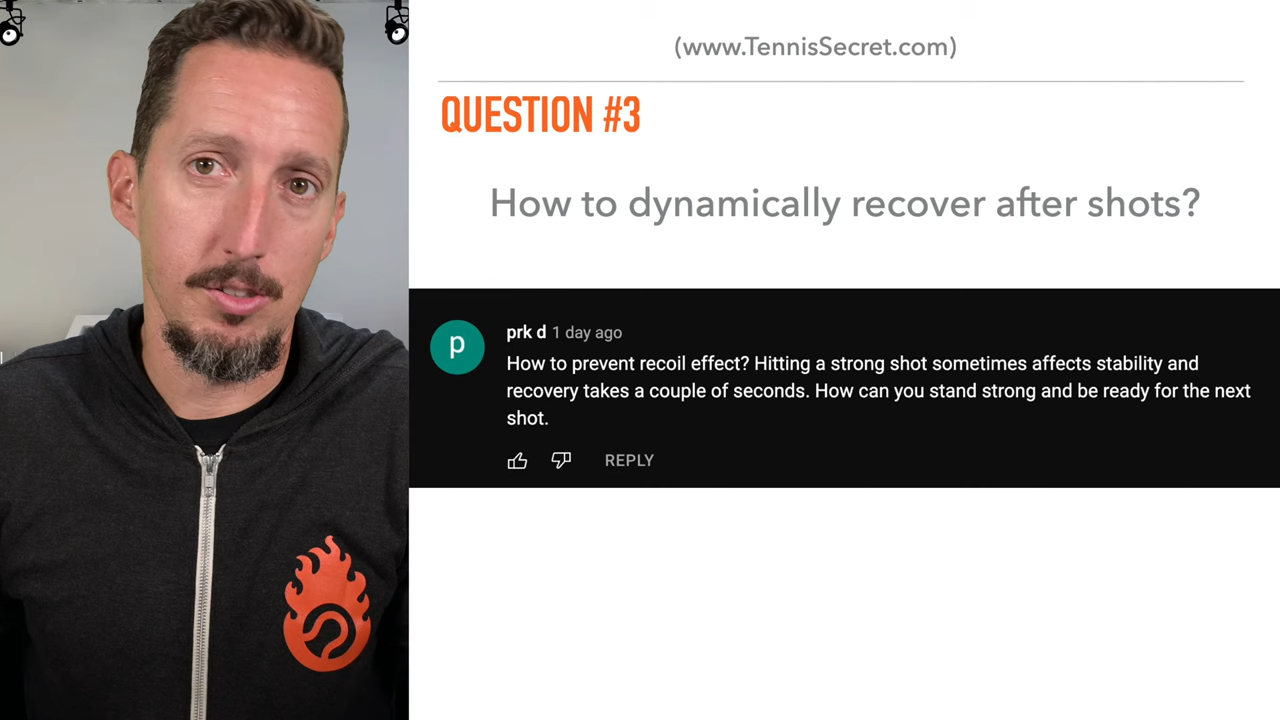 (www.TennisSecret.com)
QUESTION #3
How to dynamically recover after shots?
p
prk d 1 day ago
How to prevent recoil effect? Hitting a strong shot sometimes affects stability and
recovery takes a couple of seconds. How can you stand strong and be ready for the next
shot.
REPLY